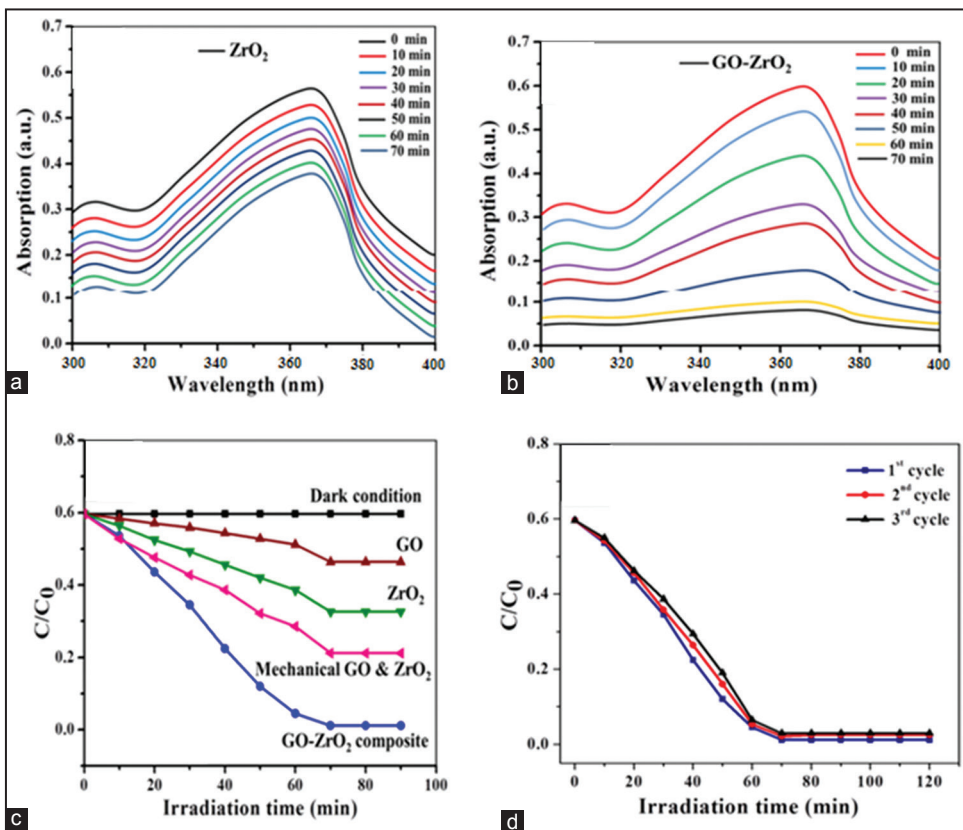 ZrO2
0 min
10 min
20 min
30 min
40 min
50 min
60 min
70 min
0.7
0.6
0.5
0.4
0.3
0.2
0.1
0.0
Absorption (a.u.)
300 320 340 360 380 400
Wavelength (nm)
a
GO-ZrO2
0 min
10 min
20 min
30 min
40 min
50 min
60 min
70 min
0.7
0.6
0.5
0.4
0.3
0.2
0.1
0.0
Absorption (a.u.)
300 320 340 360 380 400
Wavelength (nm)
b
0.8
0.6
0.4
0.2
0.0
C/C0
Dark condition
GO
ZrO2
Mechanical GO & ZrO2
GO-ZrO2 composite
0 10 20 30 40 50 60 70 80 90 100
Irradiation time (min)
c
1st cycle
2nd cycle
3rd cycle
0.8
0.6
0.4
0.2
0.0
C/C0
0 20 40 60 80 100 120
Irradiation time (min)
d